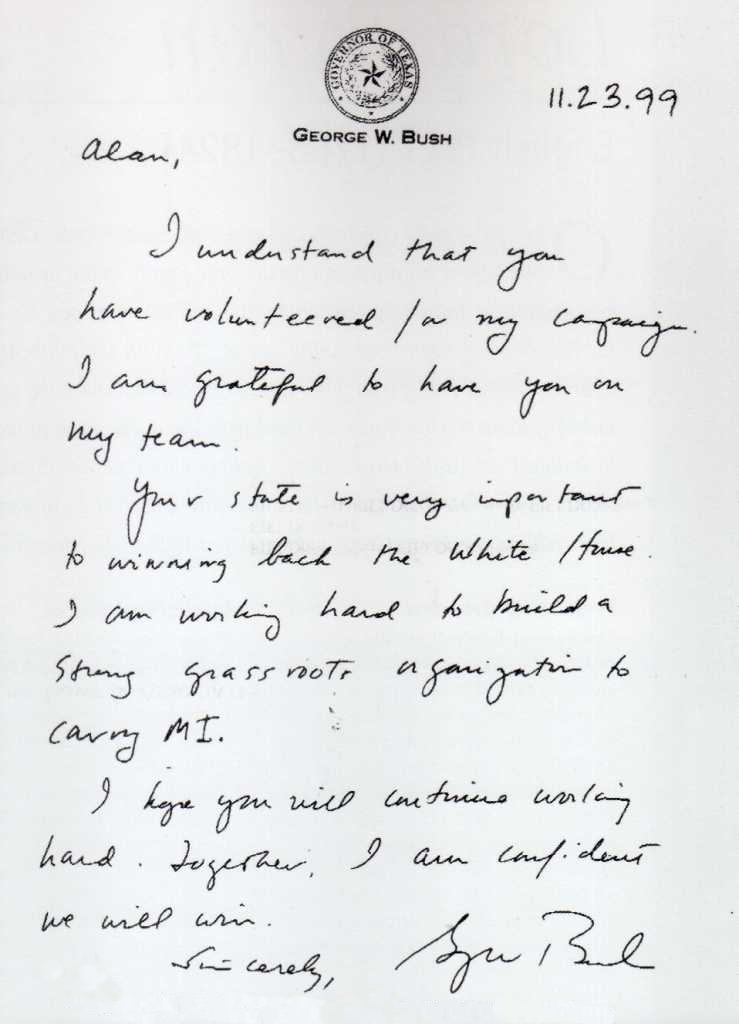 GOVERNOR OF TEXAS
GEORGE W. BUSH
11.23.99
Alan,
I understand that you
have volunteered for my campaign.
I am grateful to have you on
my team.
Your state is very important
to winning back the White House.
I am working hard to build a
strong grassroots organization to
carry MI.
I hope you will continue working
hard. Together, I am confident
we will win.
Sincerely,
George Bush